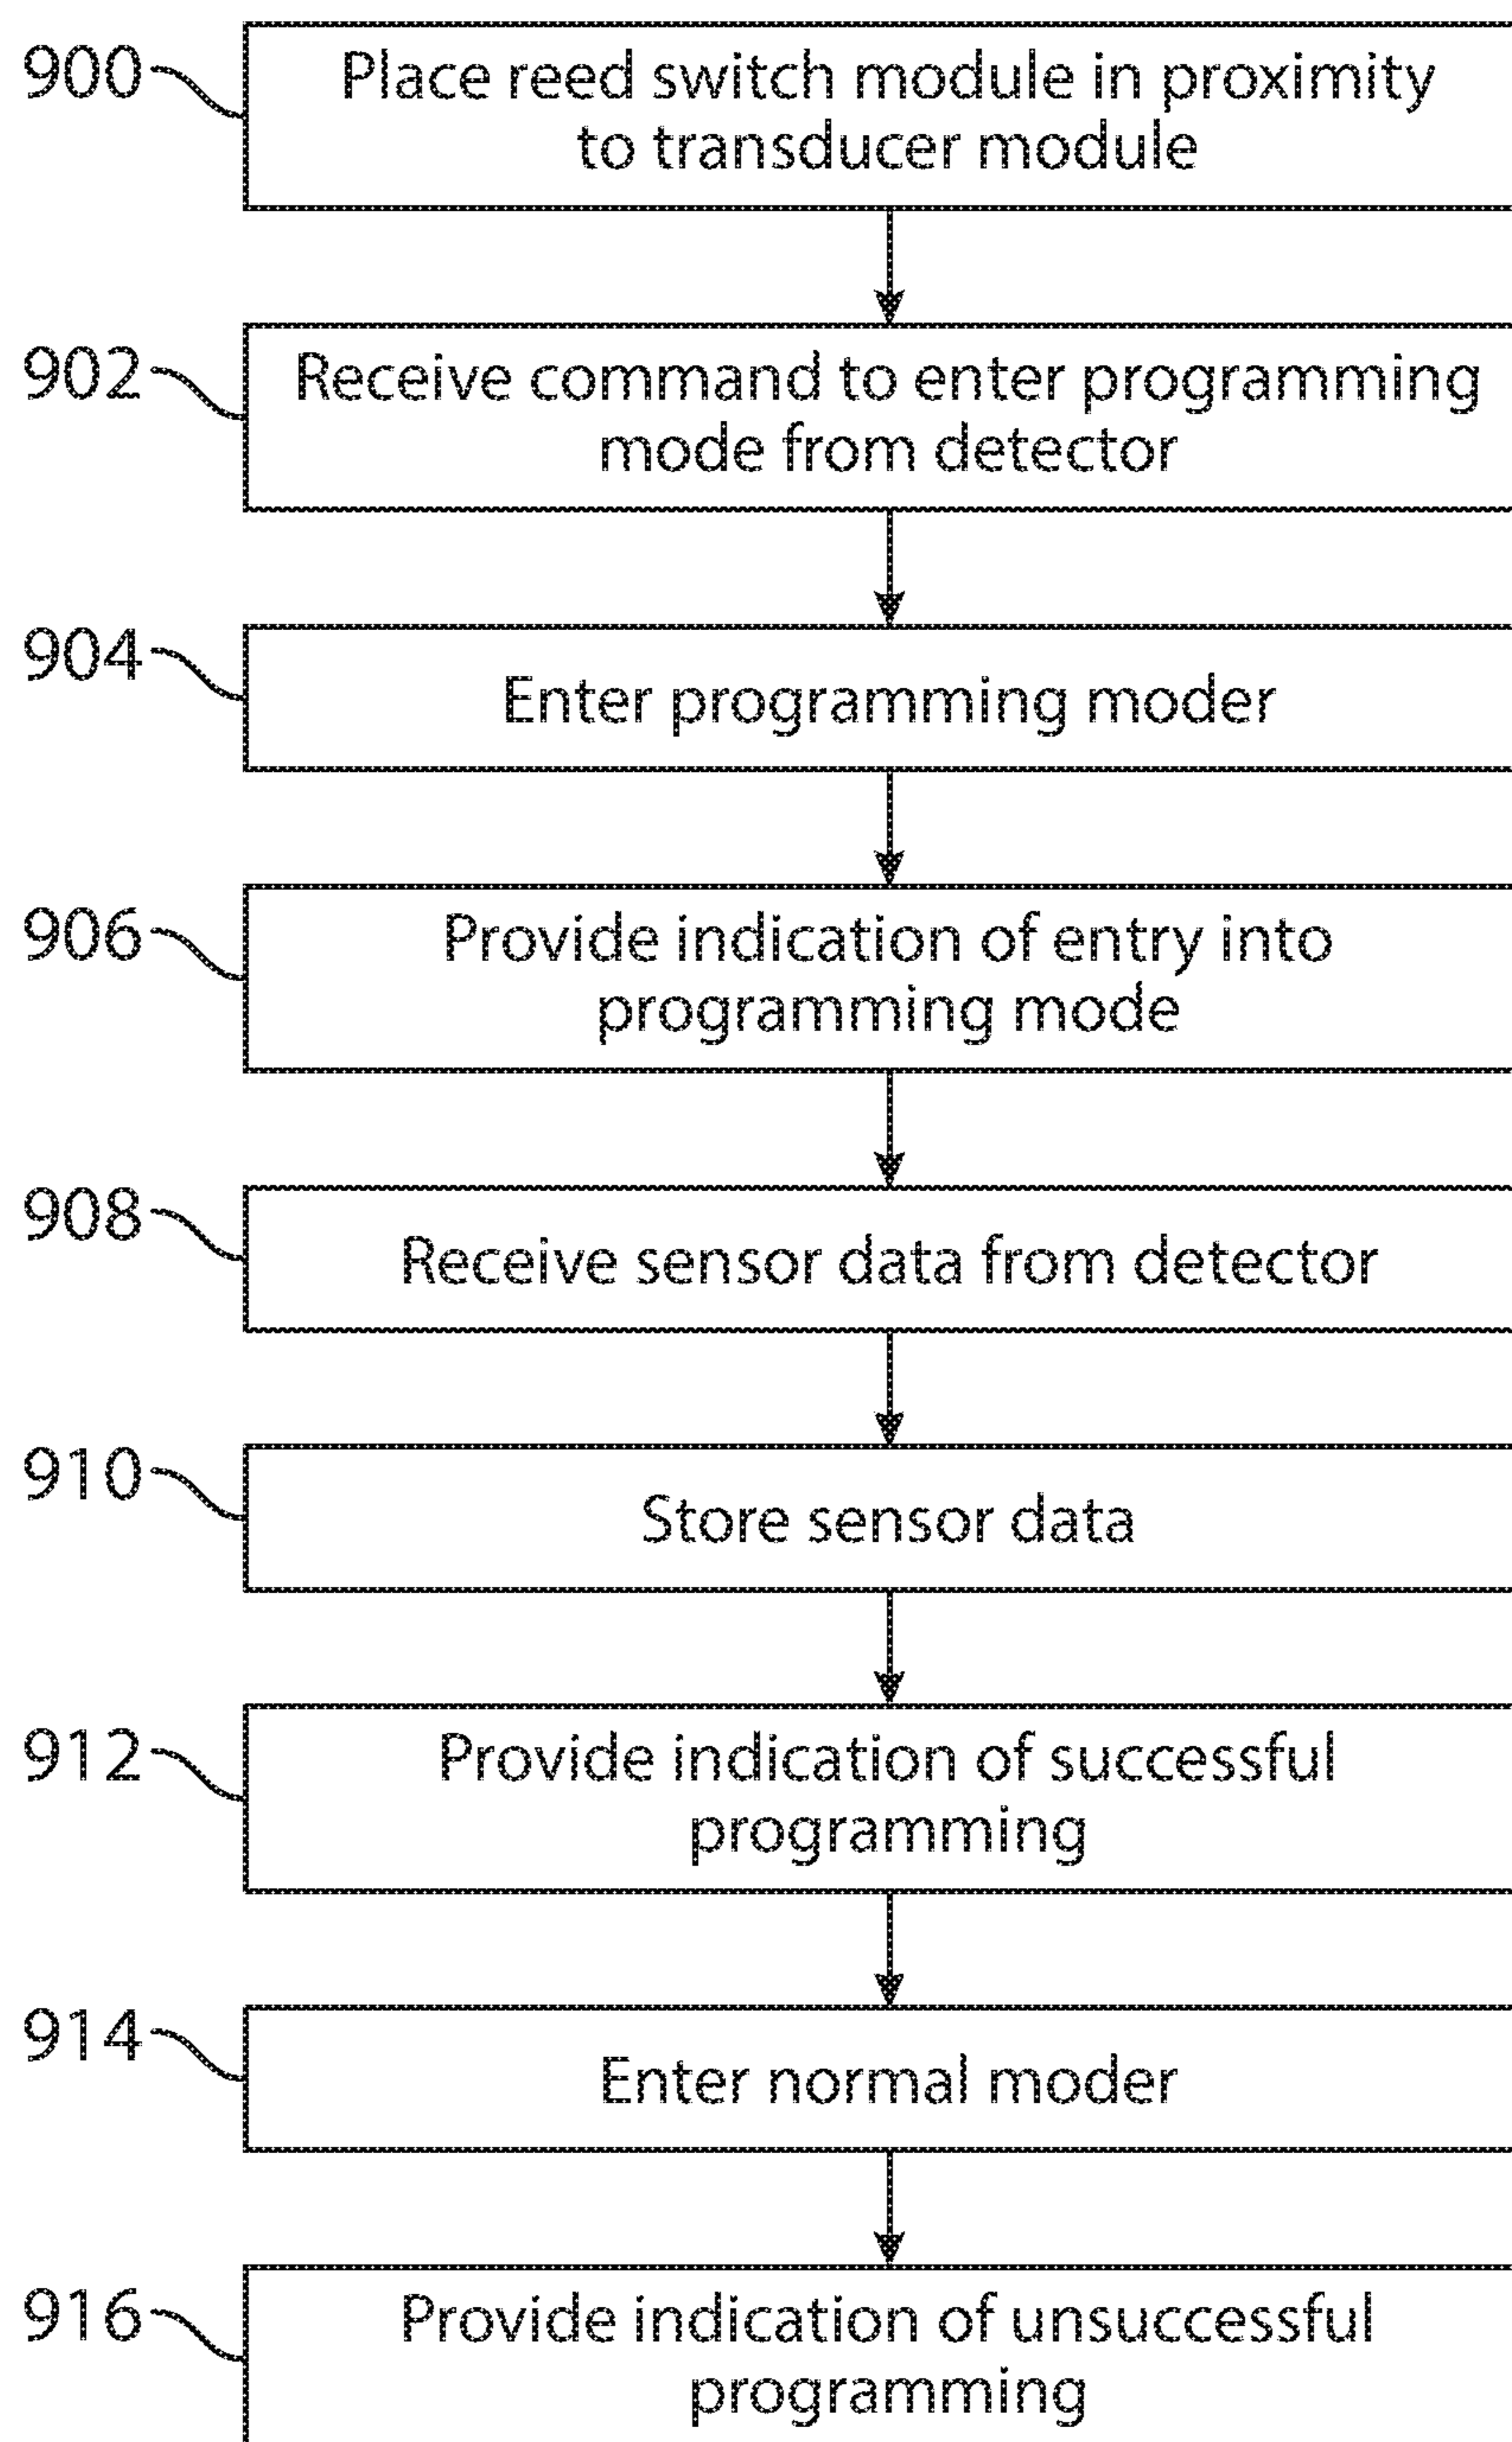 900
Place reed switch module in proximity
to transducer module
902
Receive command to enter programming
mode from detector
904
Enter programming moder
906
Provide indication of entry into
programming mode
908
Receive sensor data from detector
910
Store sensor data
912
Provide indication of successful
programming
914
Enter normal moder
916
Provide indication of unsuccessful
programming